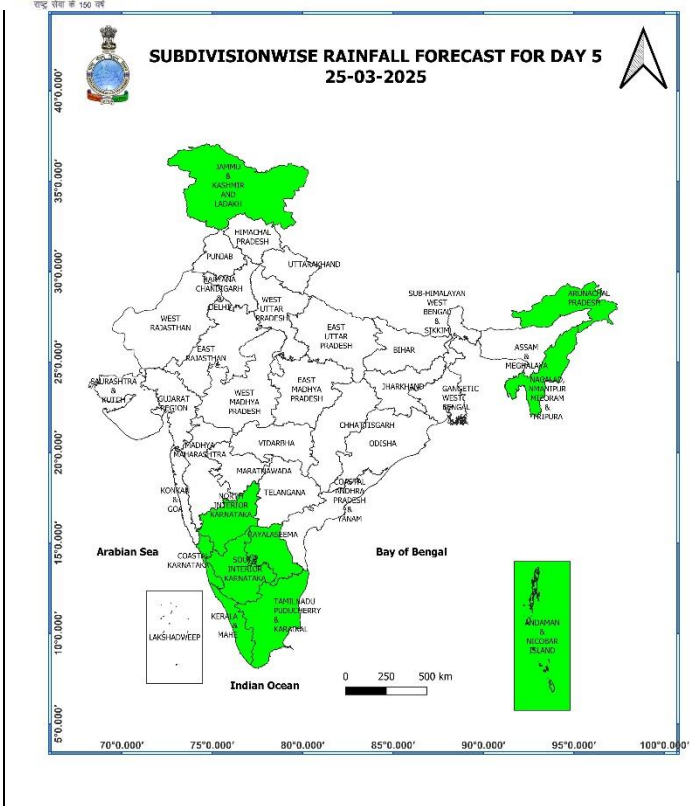 राष्ट्र सेवा के 150 वर्ष
SUBDIVISIONWISE RAINFALL FORECAST FOR DAY 5
25-03-2025
40°0.000'
35°0.000'
30°0.000'
25°0.000'
20°0.000'
15°0.000'
10°0.000'
5°0.000'
JAMMU
&
KASHMIR
AND
LADAKH
HIMACHAL
PRADESH
PUNJAB
UTTARAKHAND
HARYANA
CHANDIGARH
&
DELHI
WEST
UTTAR
PRADESH
SUB-HIMALAYAN
WEST
BENGAL
&
SIKKIM
ARUNACHAL
PRADESH
WEST
RAJASTHAN
EAST
RAJASTHAN
EAST
UTTAR
PRADESH
BIHAR
ASSAM
&
MEGHALAYA
NAGALAD,
NMANIPUR
MIZORAM
&
TRIPURA
SAURASHTRA
&
KUTCH
GUJARAT
REGION
WEST
MADHYA
PRADESH
EAST
MADHYA
PRADESH
JHARKHAND
GANGETIC
WEST
BENGAL
CHHATTISGARH
ODISHA
MADHYA
MAHARASHTRA
VIDARBHA
MARATHAWADA
KONKAN
&
GOA
NORTH
INTERIOR
KARNATAKA
TELANGANA
COASTAL
ANDHRA
PRADESH
&
YANAM
RAYALASEEMA
Arabian Sea
COASTAL
KARNATAKA
SOUTH
INTERIOR
KARNATAKA
Bay of Bengal
TAMILNADU
PUDUCHERRY
&
KARAIKAL
KERALA
&
MAHE
LAKSHADWEEP
ANDAMAN
&
NICOBAR
ISLAND
Indian Ocean
0 250 500 km
70°0.000' 75°0.000' 80°0.000' 85°0.000' 90°0.000' 95°0.000' 100°0.000'